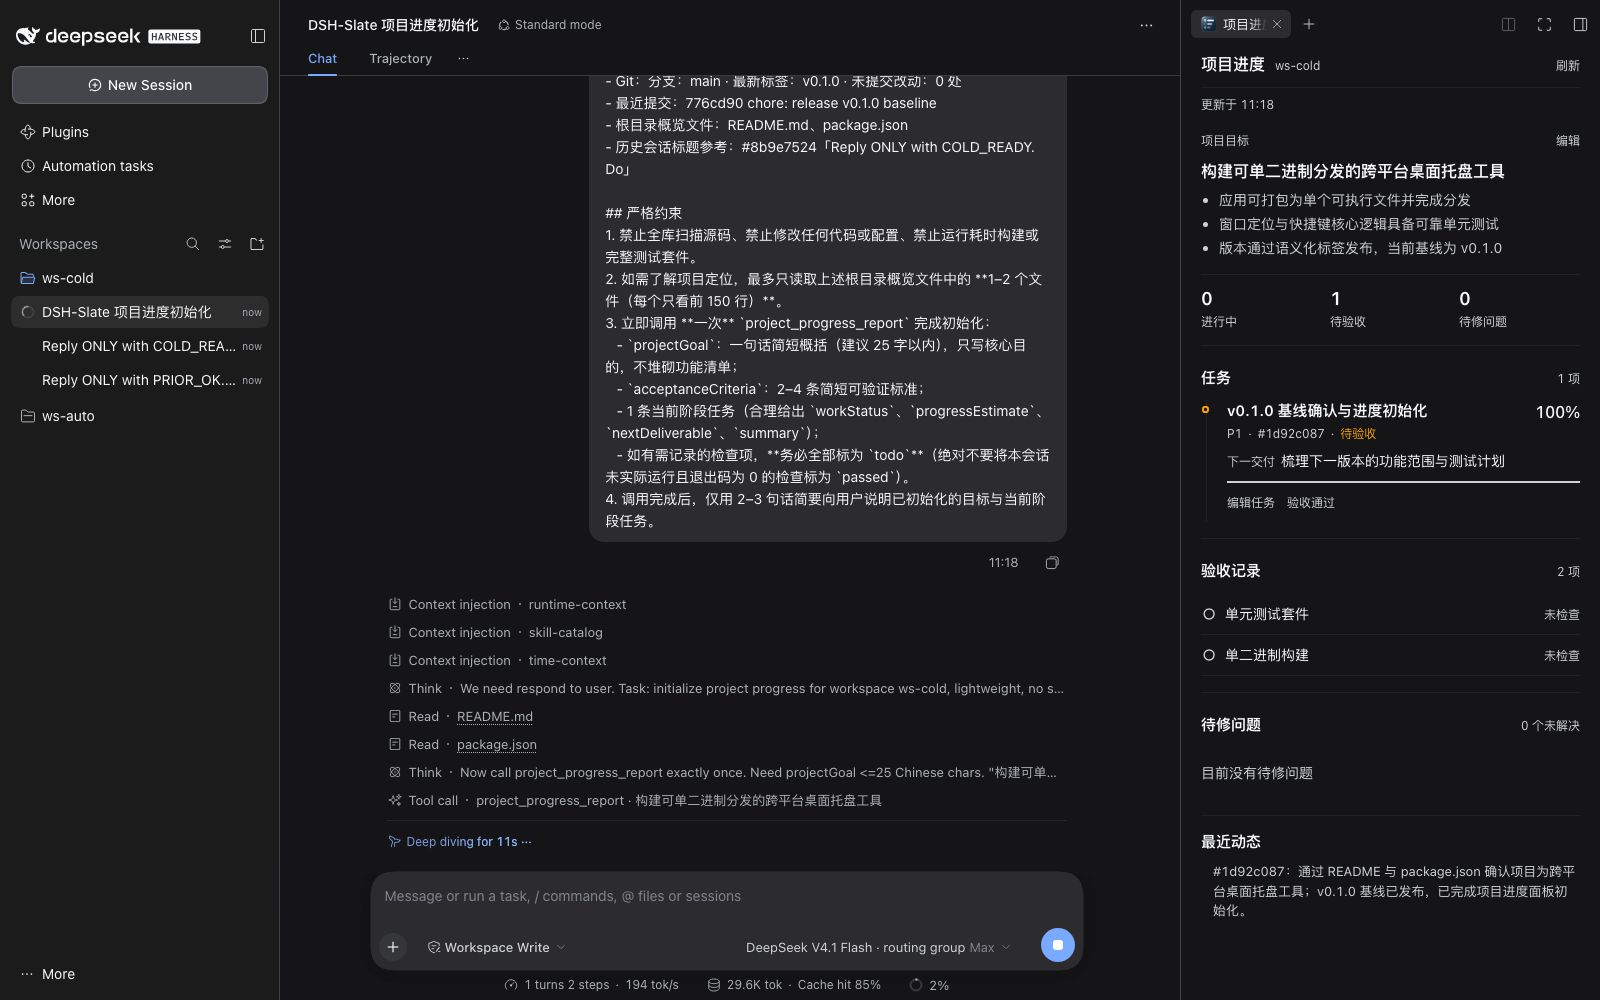 deepseek HARNESS
New Session
Plugins
Automation tasks
More
Workspaces
ws-cold
DSH-Slate 项目进度初始化 now
Reply ONLY with COLD_REA... now
Reply ONLY with PRIOR_OK.... now
ws-auto
More
DSH-Slate 项目进度初始化 Standard mode
Chat Trajectory
- Git：分支：main · 最新标签：v0.1.0 · 未提交改动：0 处
- 最近提交：776cd90 chore: release v0.1.0 baseline
- 根目录概览文件：README.md、package.json
- 历史会话标题参考：#8b9e7524「Reply ONLY with COLD_READY.
Do」
## 严格约束
1. 禁止全库扫描源码、禁止修改任何代码或配置、禁止运行耗时构建或
完整测试套件。
2. 如需了解项目定位，最多只读取上述根目录概览文件中的 **1–2 个文
件（每个只看前 150 行）**。
3. 立即调用 **一次** `project_progress_report` 完成初始化：
- `projectGoal`：一句话简短概括（建议 25 字以内），只写核心目
的，不堆砌功能清单；
- `acceptanceCriteria`：2–4 条简短可验证标准；
- 1 条当前阶段任务（合理给出 `workStatus`、`progressEstimate`、
`nextDeliverable`、`summary`）；
- 如有需记录的检查项，**务必全部标为 `todo`**（绝对不要将本会话
未实际运行且退出码为 0 的检查标为 `passed`）。
4. 调用完成后，仅用 2–3 句话简要向用户说明已初始化的目标与当前阶
段任务。
11:18
Context injection · runtime-context
Context injection · skill-catalog
Context injection · time-context
Think · We need respond to user. Task: initialize project progress for workspace ws-cold, lightweight, no s...
Read · README.md
Read · package.json
Think · Now call project_progress_report exactly once. Need projectGoal <=25 Chinese chars. "构建可单...
Tool call · project_progress_report · 构建可单二进制分发的跨平台桌面托盘工具
Deep diving for 11s ···
Message or run a task, / commands, @ files or sessions
Workspace Write DeepSeek V4.1 Flash · routing group Max
1 turns 2 steps · 194 tok/s 29.6K tok · Cache hit 85% 2%
项目进
项目进度 ws-cold 刷新
更新于 11:18
项目目标 编辑
构建可单二进制分发的跨平台桌面托盘工具
• 应用可打包为单个可执行文件并完成分发
• 窗口定位与快捷键核心逻辑具备可靠单元测试
• 版本通过语义化标签发布，当前基线为 v0.1.0
0 1 0
进行中 待验收 待修问题
任务 1 项
v0.1.0 基线确认与进度初始化 100%
P1 · #1d92c087 · 待验收
下一交付 梳理下一版本的功能范围与测试计划
编辑任务 验收通过
验收记录 2 项
单元测试套件 未检查
单二进制构建 未检查
待修问题 0 个未解决
目前没有待修问题
最近动态
#1d92c087：通过 README 与 package.json 确认项目为跨平
台桌面托盘工具；v0.1.0 基线已发布，已完成项目进度面板初
始化。